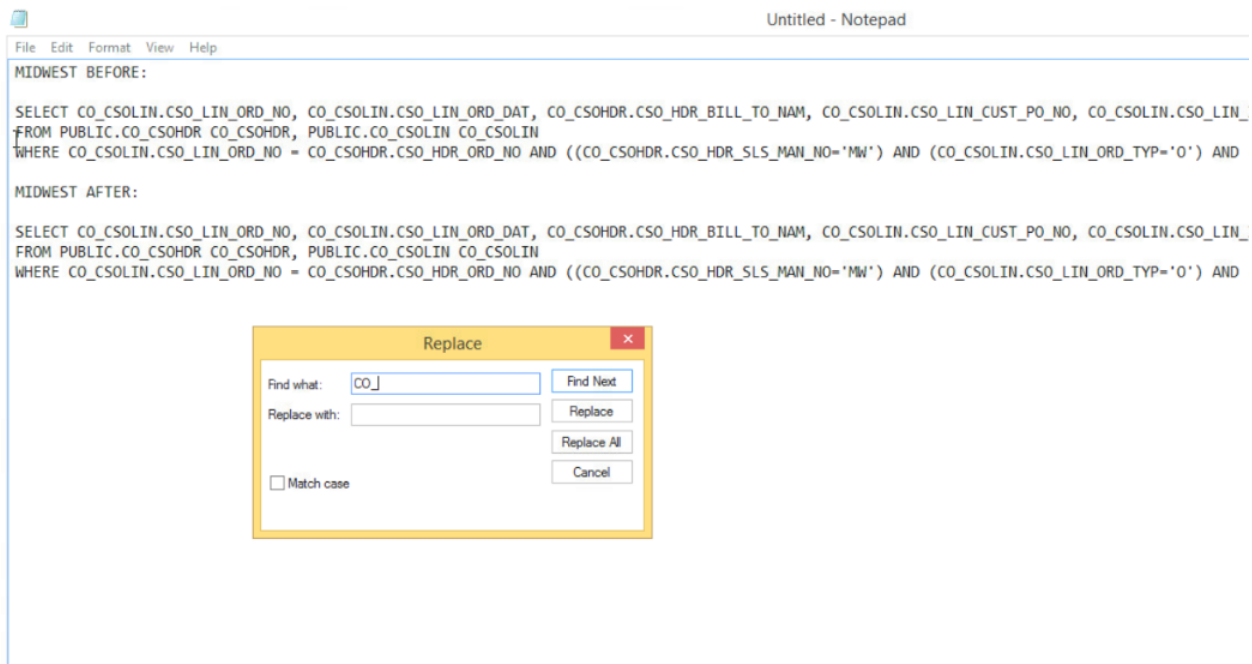 Untitled - Notepad
File Edit Format View Help
MIDWEST BEFORE:
SELECT CO_CSOLIN.CSO_LIN_ORD_NO, CO_CSOLIN.CSO_LIN_ORD_DAT, CO_CSOHDR.CSO_HDR_BILL_TO_NAM, CO_CSOLIN.CSO_LIN_CUST_PO_NO, CO_CSOLIN.CSO_LIN_
FROM PUBLIC.CO_CSOHDR CO_CSOHDR, PUBLIC.CO_CSOLIN CO_CSOLIN
WHERE CO_CSOLIN.CSO_LIN_ORD_NO = CO_CSOHDR.CSO_HDR_ORD_NO AND ((CO_CSOHDR.CSO_HDR_SLS_MAN_NO='MW') AND (CO_CSOLIN.CSO_LIN_ORD_TYP='O') AND
MIDWEST AFTER:
SELECT CO_CSOLIN.CSO_LIN_ORD_NO, CO_CSOLIN.CSO_LIN_ORD_DAT, CO_CSOHDR.CSO_HDR_BILL_TO_NAM, CO_CSOLIN.CSO_LIN_CUST_PO_NO, CO_CSOLIN.CSO_LIN_
FROM PUBLIC.CO_CSOHDR CO_CSOHDR, PUBLIC.CO_CSOLIN CO_CSOLIN
WHERE CO_CSOLIN.CSO_LIN_ORD_NO = CO_CSOHDR.CSO_HDR_ORD_NO AND ((CO_CSOHDR.CSO_HDR_SLS_MAN_NO='MW') AND (CO_CSOLIN.CSO_LIN_ORD_TYP='O') AND
Replace
Find what: CO_ Find Next
Replace with: Replace
Replace All
Cancel
Match case